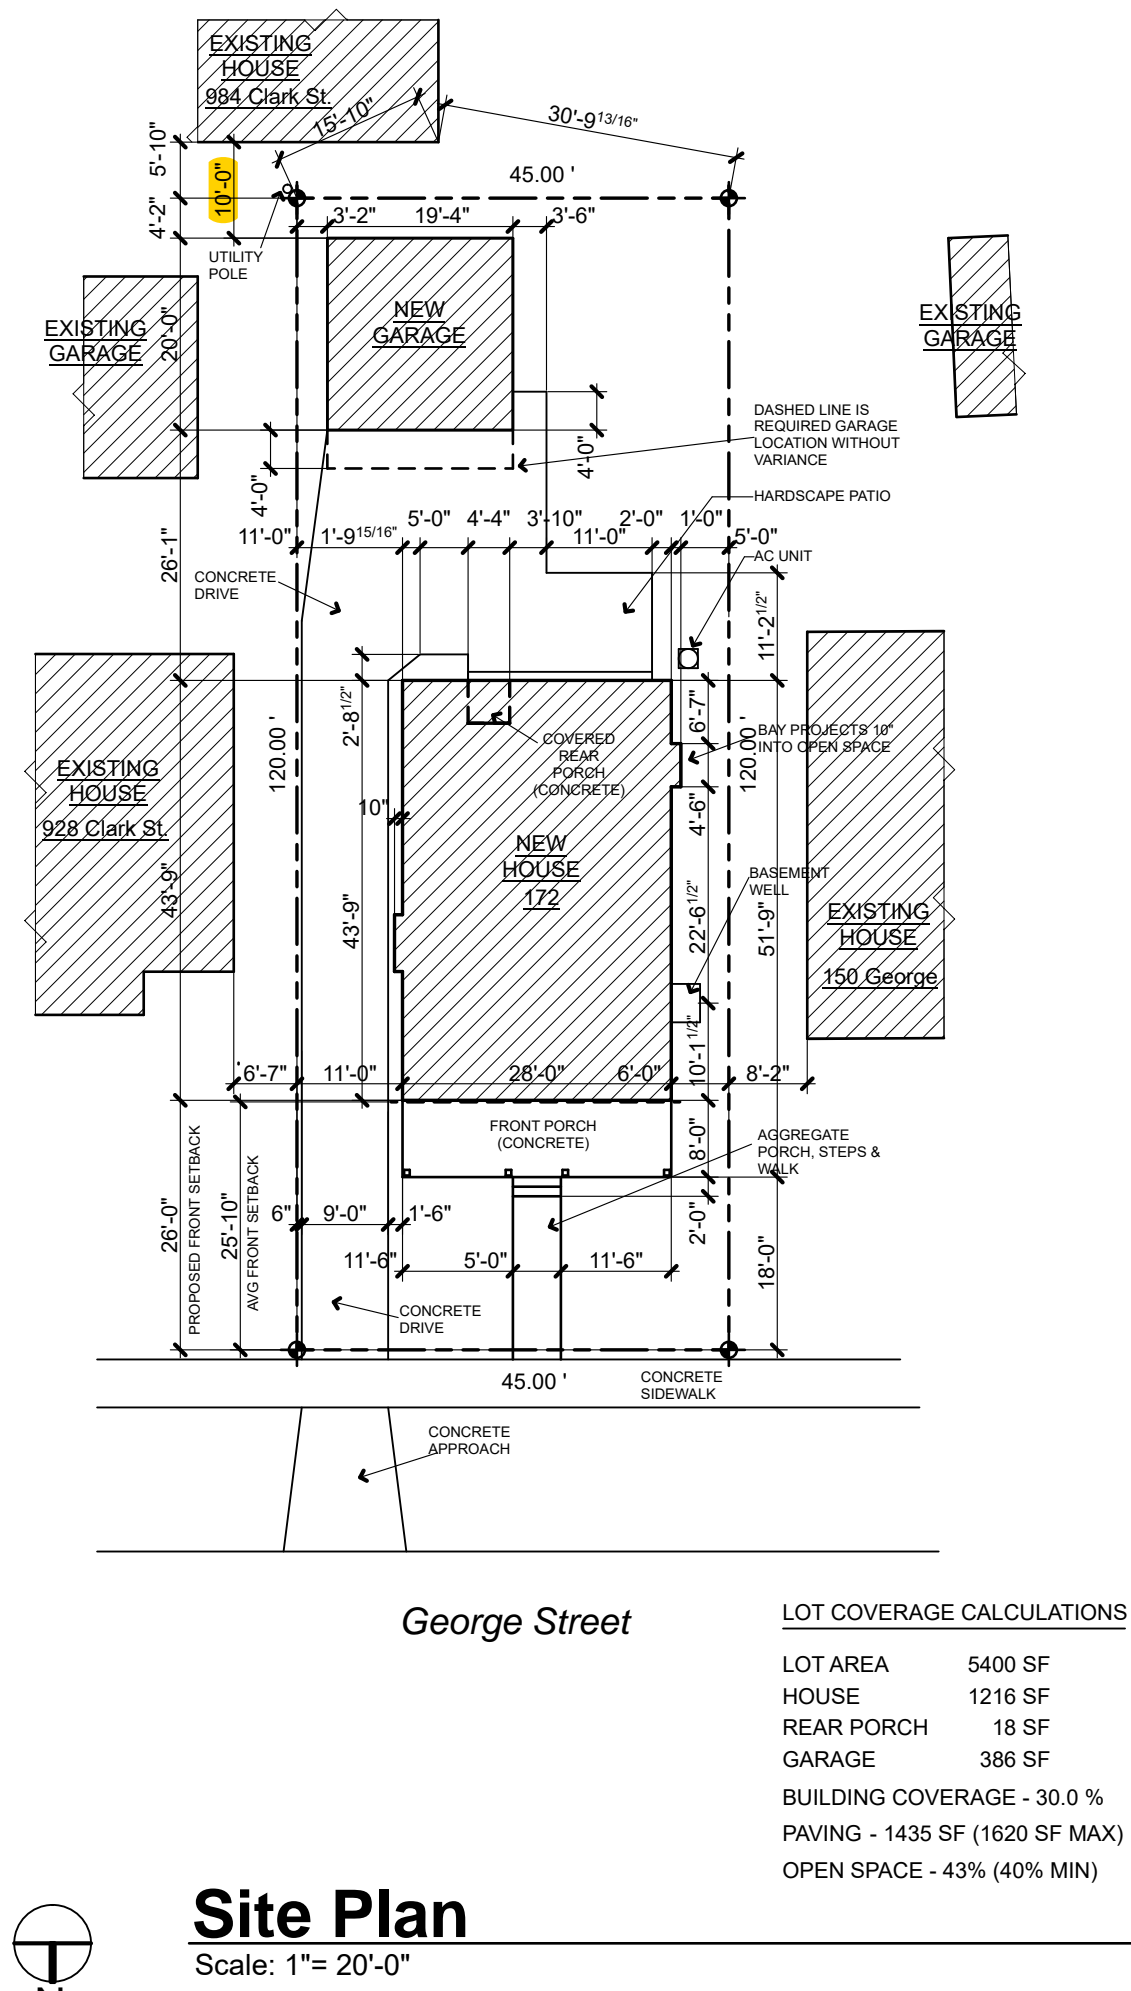 EXISTING
HOUSE
984 Clark St.
15'-10"
30'-9 13/16"
5'-10"
10'-0"
4'-2"
45.00 '
3'-2"
19'-4"
3'-6"
UTILITY
POLE
EXISTING
GARAGE
20'-0"
NEW
GARAGE
EXISTING
GARAGE
4'-0"
4'-0"
DASHED LINE IS
REQUIRED GARAGE
LOCATION WITHOUT
VARIANCE
HARDSCAPE PATIO
26'-1"
11'-0"
1'-9 15/16"
5'-0"
4'-4"
3'-10"
11'-0"
2'-0"
1'-0"
5'-0"
AC UNIT
CONCRETE
DRIVE
11'-2 1/2"
2'-8 1/2"
6'-7"
120.00 '
120.00 '
COVERED
REAR
PORCH
(CONCRETE)
BAY PROJECTS 10"
INTO OPEN SPACE
EXISTING
HOUSE
928 Clark St.
10"
4'-6"
NEW
HOUSE
172
BASEMENT
WELL
43'-9"
43'-9"
22'-6 1/2"
51'-9"
EXISTING
HOUSE
150 George
10'-1 1/2"
6'-7"
11'-0"
28'-0"
6'-0"
8'-2"
FRONT PORCH
(CONCRETE)
8'-0"
AGGREGATE
PORCH, STEPS &
WALK
26'-0"
PROPOSED FRONT SETBACK
25'-10"
AVG FRONT SETBACK
6"
9'-0"
1'-6"
2'-0"
18'-0"
11'-6"
5'-0"
11'-6"
CONCRETE
DRIVE
45.00 '
CONCRETE
SIDEWALK
CONCRETE
APPROACH
George Street
LOT COVERAGE CALCULATIONS
LOT AREA 5400 SF
HOUSE 1216 SF
REAR PORCH 18 SF
GARAGE 386 SF
BUILDING COVERAGE - 30.0 %
PAVING - 1435 SF (1620 SF MAX)
OPEN SPACE - 43% (40% MIN)
Site Plan
Scale: 1"= 20'-0"